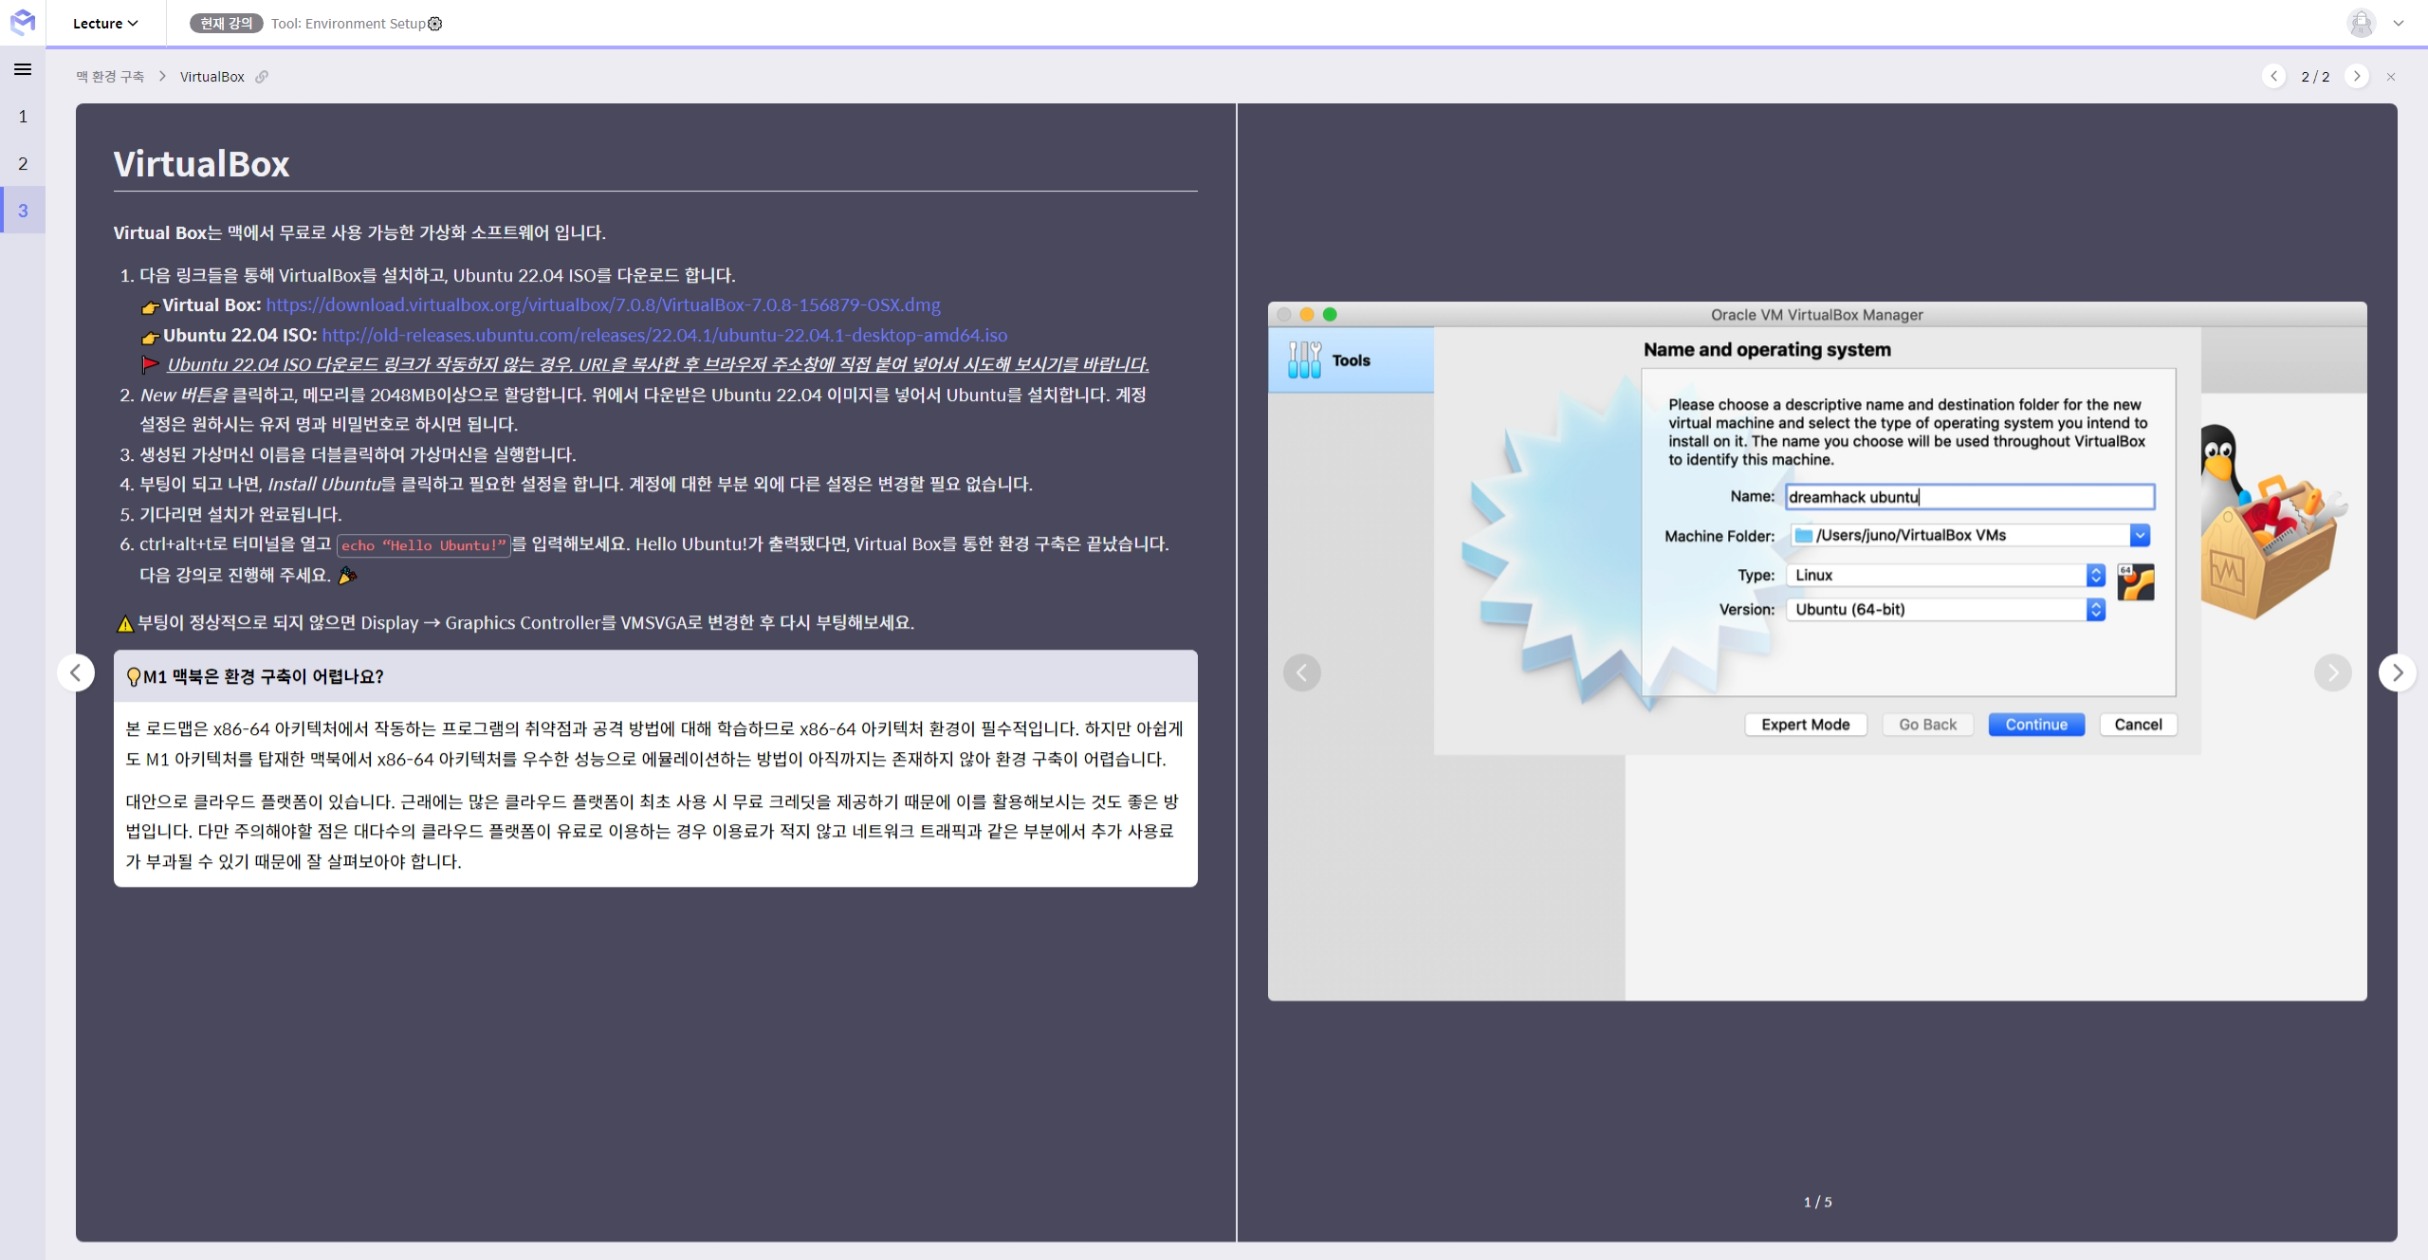 Lecture
현재 강의
Tool: Environment Setup
맥 환경 구축
VirtualBox
2 / 2
1
2
3
VirtualBox
Virtual Box는 맥에서 무료로 사용 가능한 가상화 소프트웨어 입니다.
1. 다음 링크들을 통해 VirtualBox를 설치하고, Ubuntu 22.04 ISO를 다운로드 합니다.
👉Virtual Box: https://download.virtualbox.org/virtualbox/7.0.8/VirtualBox-7.0.8-156879-OSX.dmg
👉Ubuntu 22.04 ISO: http://old-releases.ubuntu.com/releases/22.04.1/ubuntu-22.04.1-desktop-amd64.iso
🚩 Ubuntu 22.04 ISO 다운로드 링크가 작동하지 않는 경우, URL을 복사한 후 브라우저 주소창에 직접 붙여 넣어서 시도해 보시기를 바랍니다.
2. New 버튼을 클릭하고, 메모리를 2048MB이상으로 할당합니다. 위에서 다운받은 Ubuntu 22.04 이미지를 넣어서 Ubuntu를 설치합니다. 계정
설정은 원하시는 유저 명과 비밀번호로 하시면 됩니다.
3. 생성된 가상머신 이름을 더블클릭하여 가상머신을 실행합니다.
4. 부팅이 되고 나면, Install Ubuntu를 클릭하고 필요한 설정을 합니다. 계정에 대한 부분 외에 다른 설정은 변경할 필요 없습니다.
5. 기다리면 설치가 완료됩니다.
6. ctrl+alt+t로 터미널을 열고 echo “Hello Ubuntu!” 를 입력해보세요. Hello Ubuntu!가 출력됐다면, Virtual Box를 통한 환경 구축은 끝났습니다.
다음 강의로 진행해 주세요. 🎉
⚠️부팅이 정상적으로 되지 않으면 Display → Graphics Controller를 VMSVGA로 변경한 후 다시 부팅해보세요.
💡M1 맥북은 환경 구축이 어렵나요?
본 로드맵은 x86-64 아키텍처에서 작동하는 프로그램의 취약점과 공격 방법에 대해 학습하므로 x86-64 아키텍처 환경이 필수적입니다. 하지만 아쉽게
도 M1 아키텍처를 탑재한 맥북에서 x86-64 아키텍처를 우수한 성능으로 에뮬레이션하는 방법이 아직까지는 존재하지 않아 환경 구축이 어렵습니다.
대안으로 클라우드 플랫폼이 있습니다. 근래에는 많은 클라우드 플랫폼이 최초 사용 시 무료 크레딧을 제공하기 때문에 이를 활용해보시는 것도 좋은 방
법입니다. 다만 주의해야할 점은 대다수의 클라우드 플랫폼이 유료로 이용하는 경우 이용료가 적지 않고 네트워크 트래픽과 같은 부분에서 추가 사용료
가 부과될 수 있기 때문에 잘 살펴보아야 합니다.
Oracle VM VirtualBox Manager
Tools
Name and operating system
Please choose a descriptive name and destination folder for the new
virtual machine and select the type of operating system you intend to
install on it. The name you choose will be used throughout VirtualBox
to identify this machine.
Name: dreamhack ubuntu
Machine Folder: /Users/juno/VirtualBox VMs
Type: Linux
64
Version: Ubuntu (64-bit)
Expert Mode
Go Back
Continue
Cancel
1 / 5